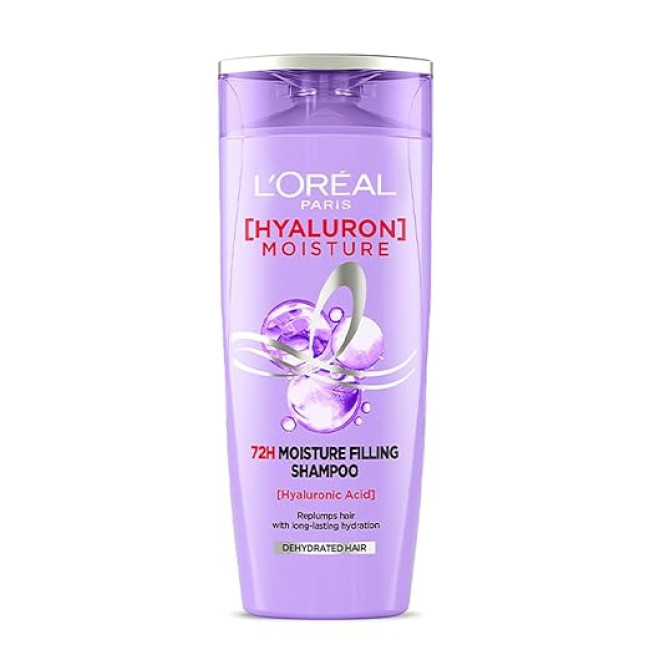 L'ORÉAL
PARIS
[HYALURON]
MOISTURE
72H MOISTURE FILLING
SHAMPOO
[Hyaluronic Acid]
Replumps hair
with long-lasting hydration
DEHYDRATED HAIR